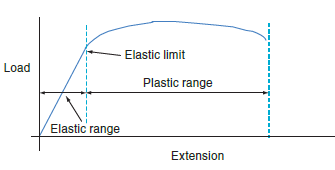 Elastic limit
Load
Plastic range
Elastic range
Extension